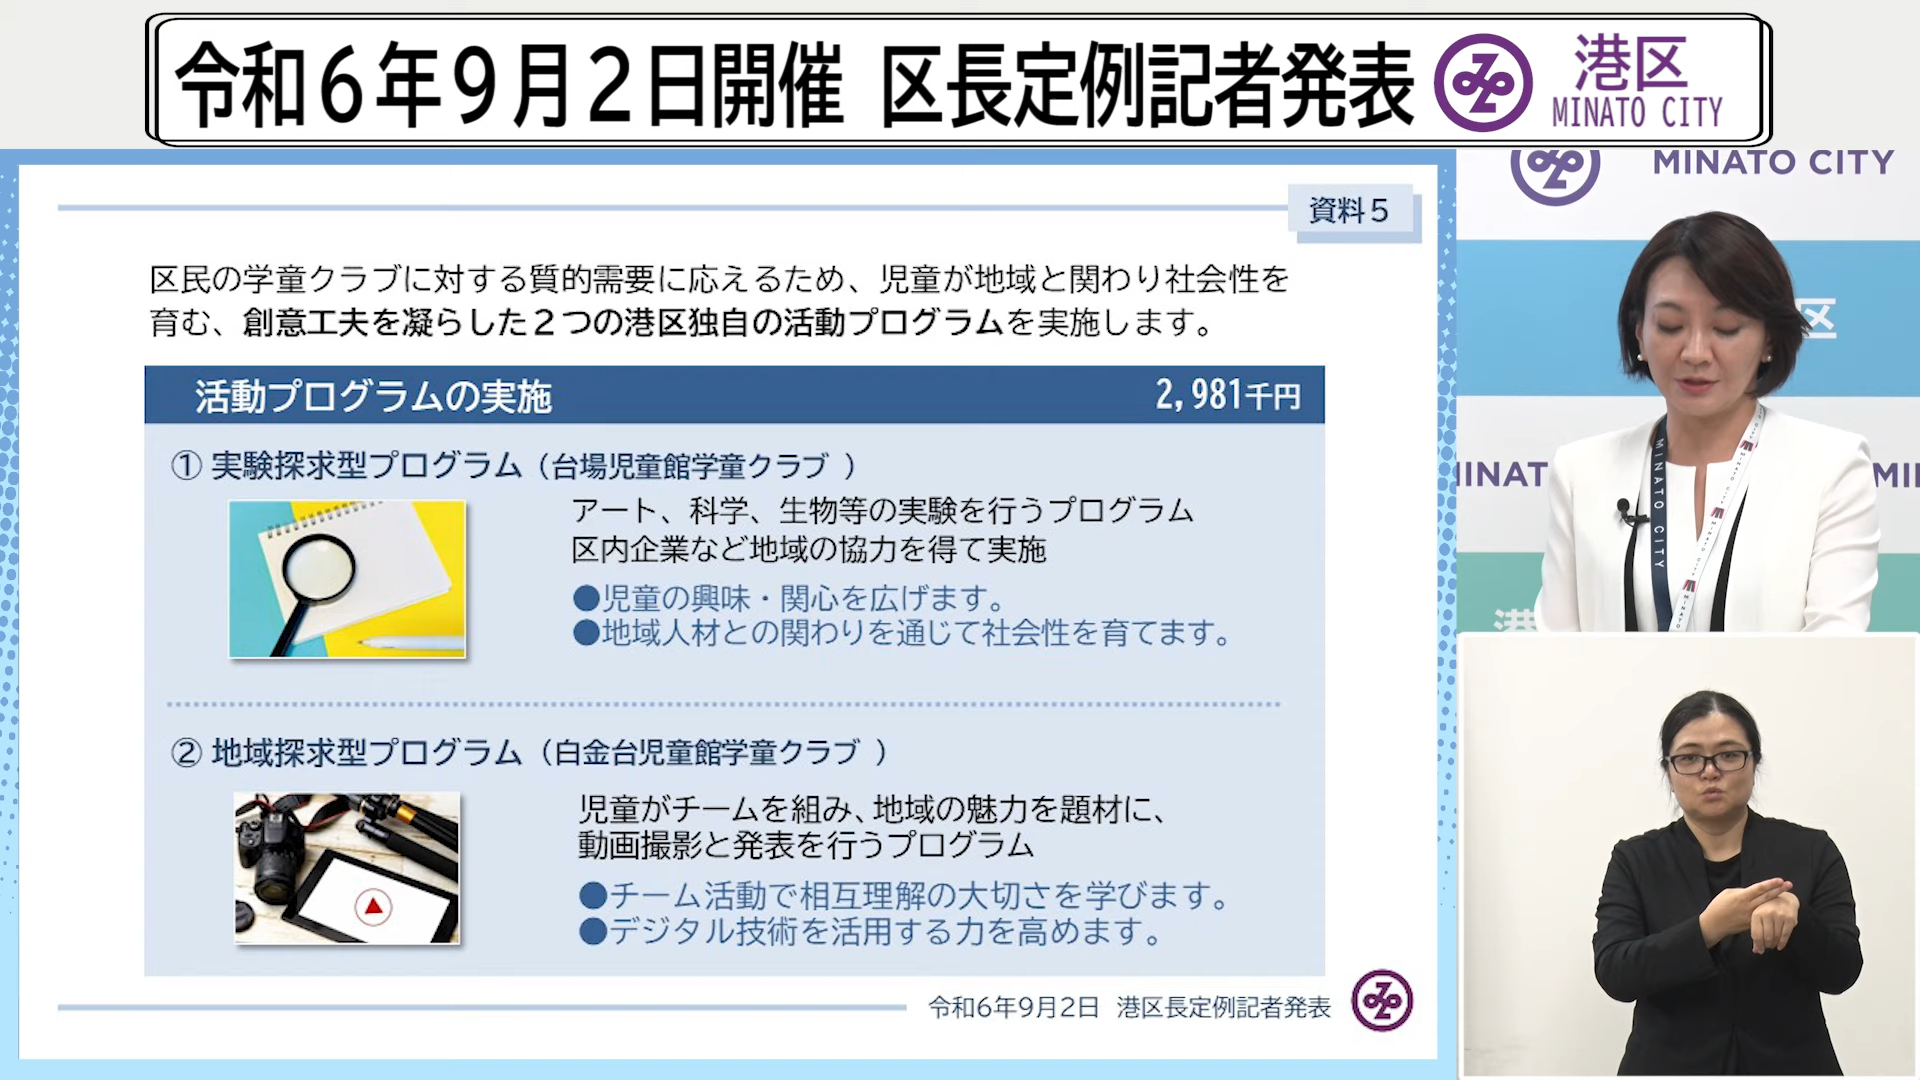 令和6年9月2日開催 区長定例記者発表
港区
MINATO CITY
MINATO CITY
資料5
区民の学童クラブに対する質的需要に応えるため、児童が地域と関わり社会性を
育む、創意工夫を凝らした2つの港区独自の活動プログラムを実施します。
活動プログラムの実施 2,981千円
① 実験探求型プログラム（台場児童館学童クラブ ）
アート、科学、生物等の実験を行うプログラム
区内企業など地域の協力を得て実施
●児童の興味・関心を広げます。
●地域人材との関わりを通じて社会性を育てます。
② 地域探求型プログラム（白金台児童館学童クラブ ）
児童がチームを組み、地域の魅力を題材に、
動画撮影と発表を行うプログラム
●チーム活動で相互理解の大切さを学びます。
●デジタル技術を活用する力を高めます。
令和6年9月2日 港区長定例記者発表
区
INAT
MI
港
MINATO CITY